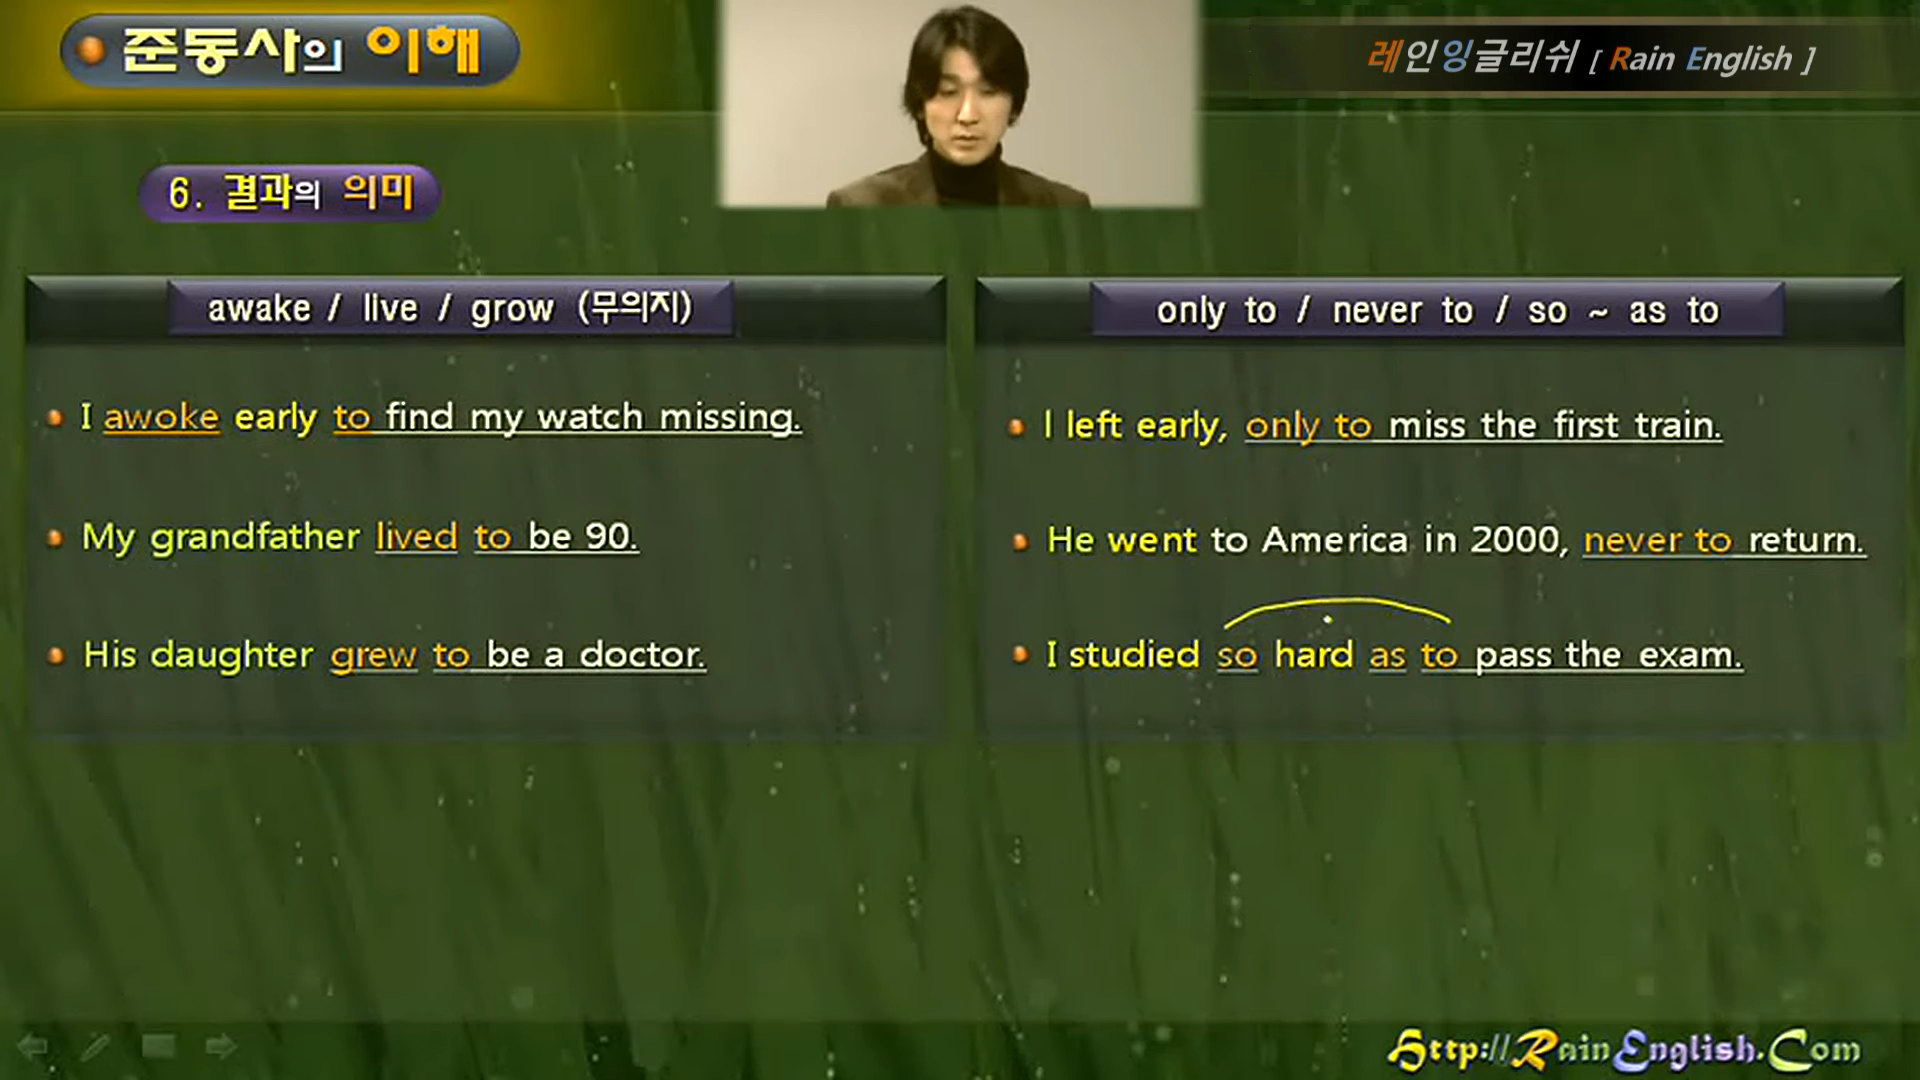 준동사의 이해
레인잉글리쉬 [ Rain English ]
6. 결과의 의미
awake / live / grow (무의지)
I awoke early to find my watch missing.
My grandfather lived to be 90.
His daughter grew to be a doctor.
only to / never to / so ~ as to
I left early, only to miss the first train.
He went to America in 2000, never to return.
I studied so hard as to pass the exam.
Http://RainEnglish.Com